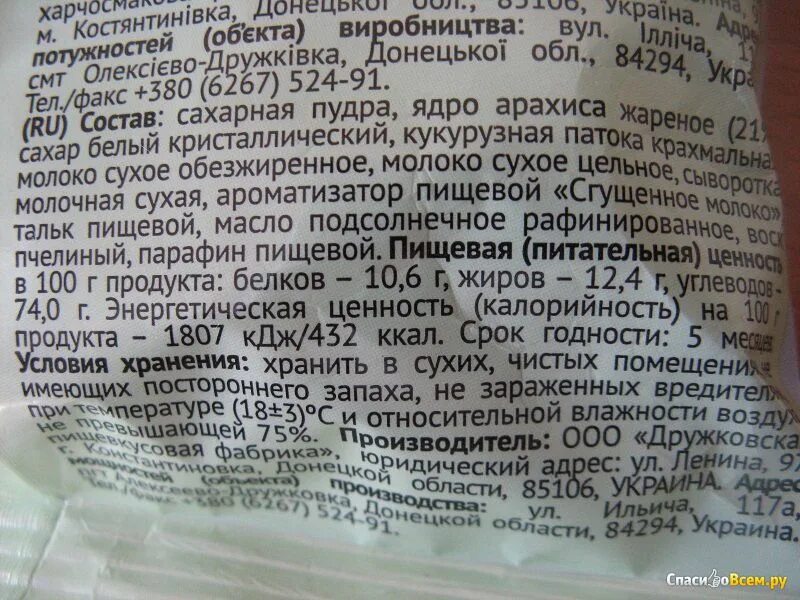 м. Костянтинівка, Донецької обл., 85106, Україна. Адре
потужностей (об'єкта) виробництва: вул. Ілліча, 117
смт Олексієво-Дружківка, Донецької обл., 84294, Укра
Тел./факс +380 (6267) 524-91.
(RU) Состав: сахарная пудра, ядро арахиса жареное (21%
сахар белый кристаллический, кукурузная патока крахмальна
молоко сухое обезжиренное, молоко сухое цельное, сыворотка
молочная сухая, ароматизатор пищевой «Сгущенное молоко»
тальк пищевой, масло подсолнечное рафинированное, воск
пчелиный, парафин пищевой. Пищевая (питательная) ценность
в 100 г продукта: белков – 10,6 г, жиров – 12,4 г, углеводов -
74,0 г. Энергетическая ценность (калорийность) на 100 г
продукта – 1807 кДж/432 ккал. Срок годности: 5 месяцев
Условия хранения: хранить в сухих, чистых помещения не
имеющих постороннего запаха, не зараженных вредителя
при температуре (18±3)°С и относительной влажности воздух
не превышающей 75%. Производитель: ООО «Дружковска
пищевкусовая фабрика», юридический адрес: ул. Ленина, 97
г. Константиновка, Донецкой области, 85106, УКРАИНА. Адрес
мощностей (объекта) производства: ул. Ильича, 117а,
пгт Алексеево-Дружковка, Донецкой области, 84294, Украина.
Тел./факс +380 (6267) 524-91.
СпасибоВсем.ру